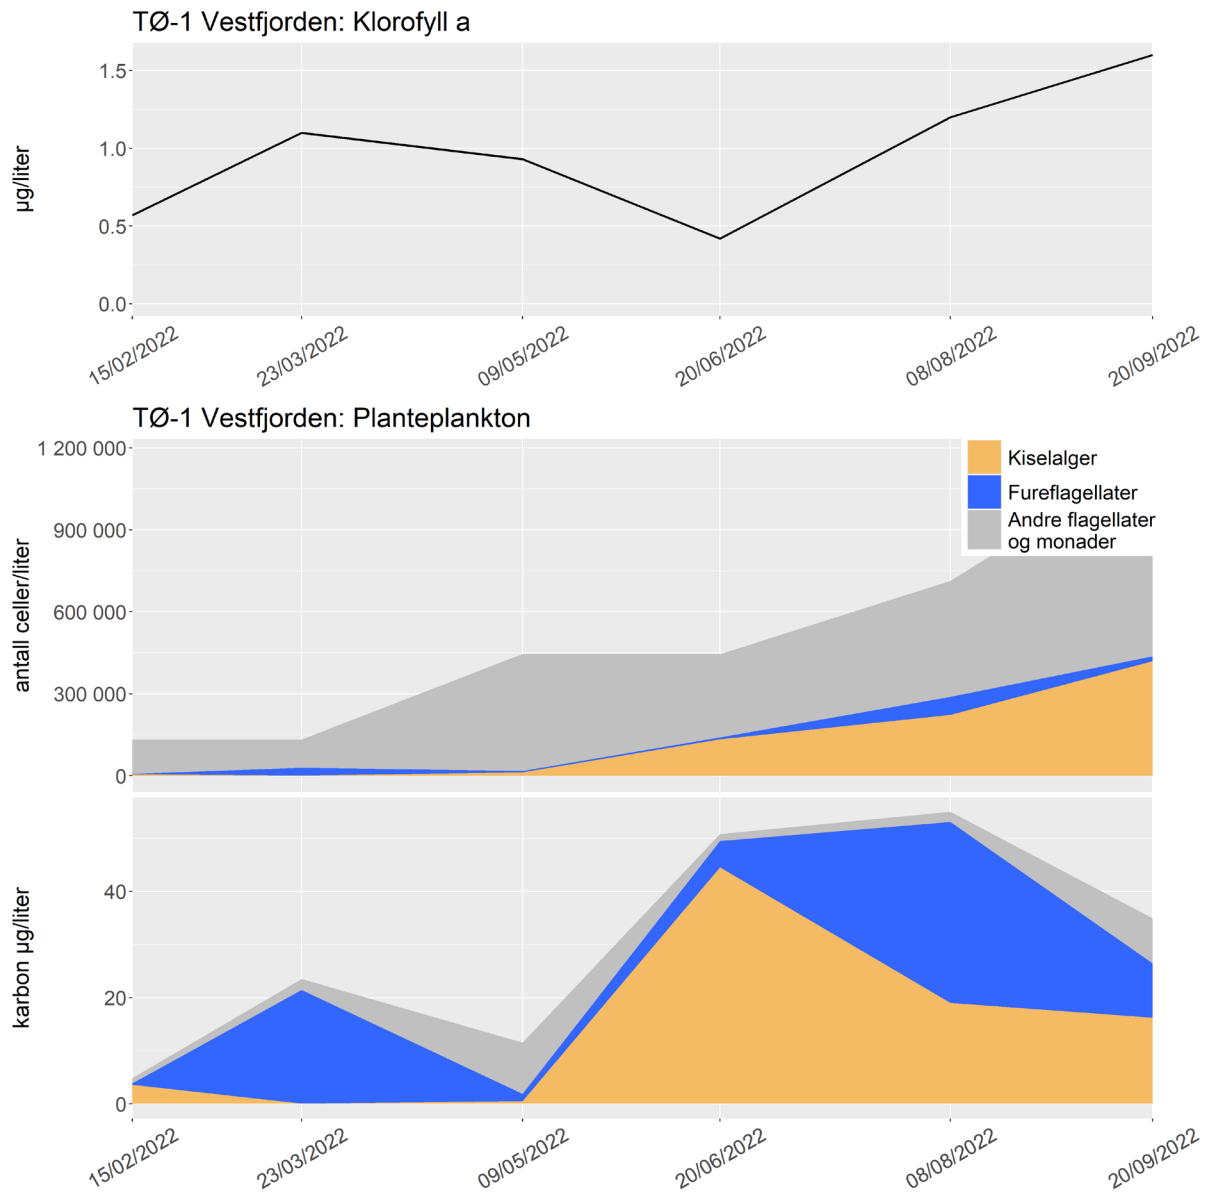 TØ-1 Vestfjorden: Klorofyll a
µg/liter
1.5
1.0
0.5
0.0
15/02/2022
23/03/2022
09/05/2022
20/06/2022
08/08/2022
20/09/2022
TØ-1 Vestfjorden: Planteplankton
antall celler/liter
1 200 000
900 000
600 000
300 000
0
Kiselalger
Fureflagellater
Andre flagellater
og monader
karbon µg/liter
40
20
0
15/02/2022
23/03/2022
09/05/2022
20/06/2022
08/08/2022
20/09/2022